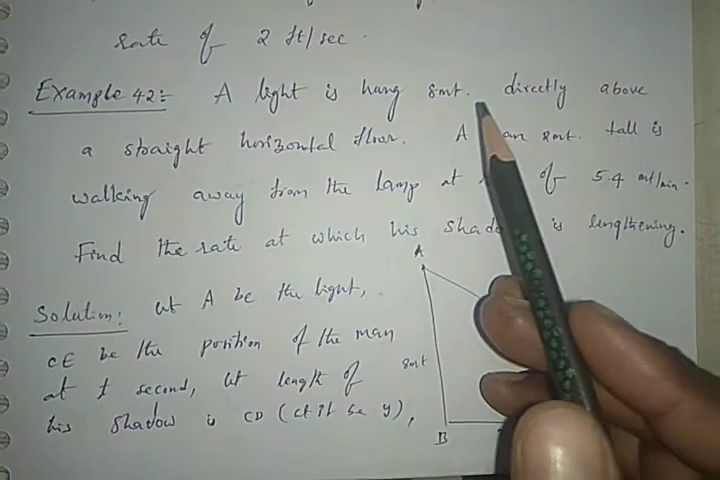 rate of 2 ft/sec.
Example 42:- A light is hung 8mt. directly above
a straight horizontal floor. A an 2mt. tall is
walking away from the lamp at of 5.4 mt/min.
Find the rate at which his shado is lengthening.
A
Solution: let A be the light,
CE be the position of the man
at t second, let length of 8mt
his shadow is CD (let it be y),
B